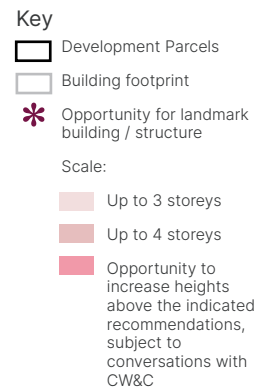 Key
Development Parcels
Building footprint
Opportunity for landmark
building / structure
Scale:
Up to 3 storeys
Up to 4 storeys
Opportunity to
increase heights
above the indicated
recommendations,
subject to
conversations with
CW&C